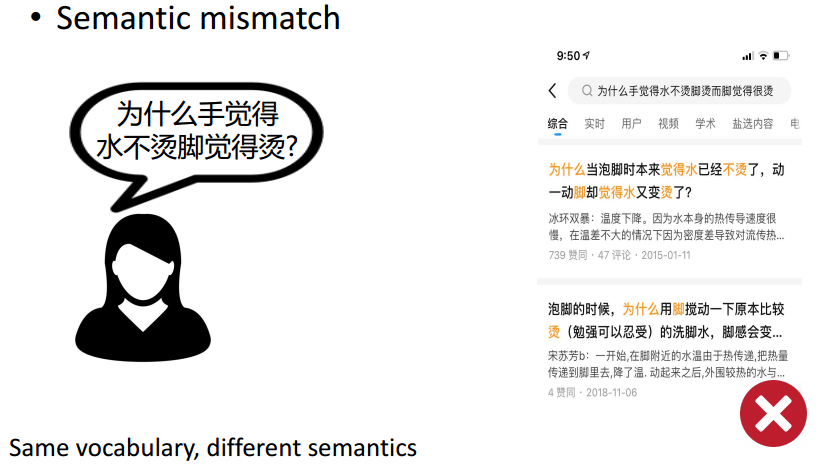 • Semantic mismatch
为什么手觉得
水不烫脚觉得烫?
9:50
为什么手觉得水不烫脚烫而脚觉得很烫
综合 实时 用户 视频 学术 盐选内容 电
为什么当泡脚时本来觉得水已经不烫了，动
一动脚却觉得水又变烫了?
冰环双暴：温度下降。因为水本身的热传导速度很
慢，在温差不大的情况下因为密度差导致对流传热...
739 赞同 · 47 评论 · 2015-01-11
泡脚的时候，为什么用脚搅动一下原本比较
烫（勉强可以忍受）的洗脚水，脚感会变...
宋苏芳b：一开始,在脚附近的水温由于热传递,把热量
传递到脚里去,降了温. 动起来之后,外围较热的水与...
4 赞同 · 2018-11-06
Same vocabulary, different semantics